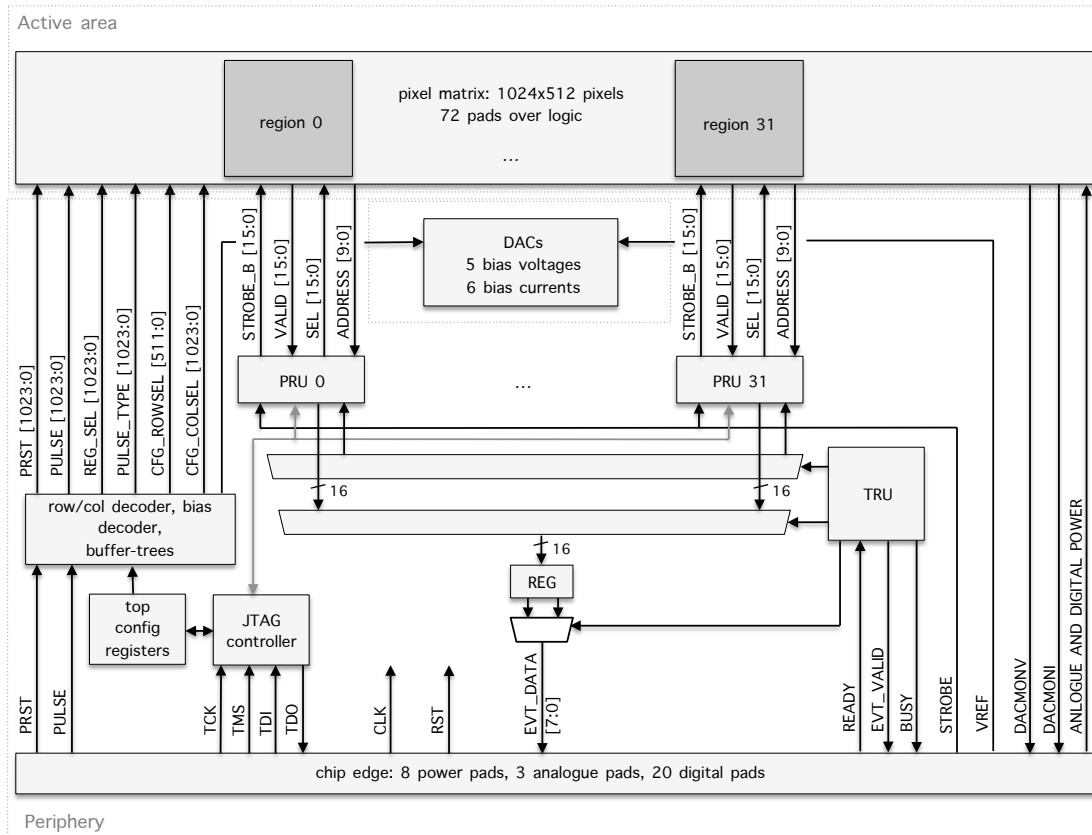 Active area
pixel matrix: 1024x512 pixels
72 pads over logic
...
region 0
region 31
PRST [1023:0]
PULSE [1023:0]
REG_SEL [1023:0]
PULSE_TYPE [1023:0]
CFG_ROWSEL [511:0]
CFG_COLSEL [1023:0]
STROBE_B [15:0]
VALID [15:0]
SEL [15:0]
ADDRESS [9:0]
DACs
5 bias voltages
6 bias currents
STROBE_B [15:0]
VALID [15:0]
SEL [15:0]
ADDRESS [9:0]
PRU 0
...
PRU 31
row/col decoder, bias
decoder,
buffer-trees
16
16
TRU
16
REG
top
config
registers
JTAG
controller
PRST
PULSE
TCK
TMS
TDI
TDO
CLK
RST
EVT_DATA
[7:0]
READY
EVT_VALID
BUSY
STROBE
VREF
DACMONV
DACMONI
ANLOGUE AND DIGITAL POWER
chip edge: 8 power pads, 3 analogue pads, 20 digital pads
Periphery